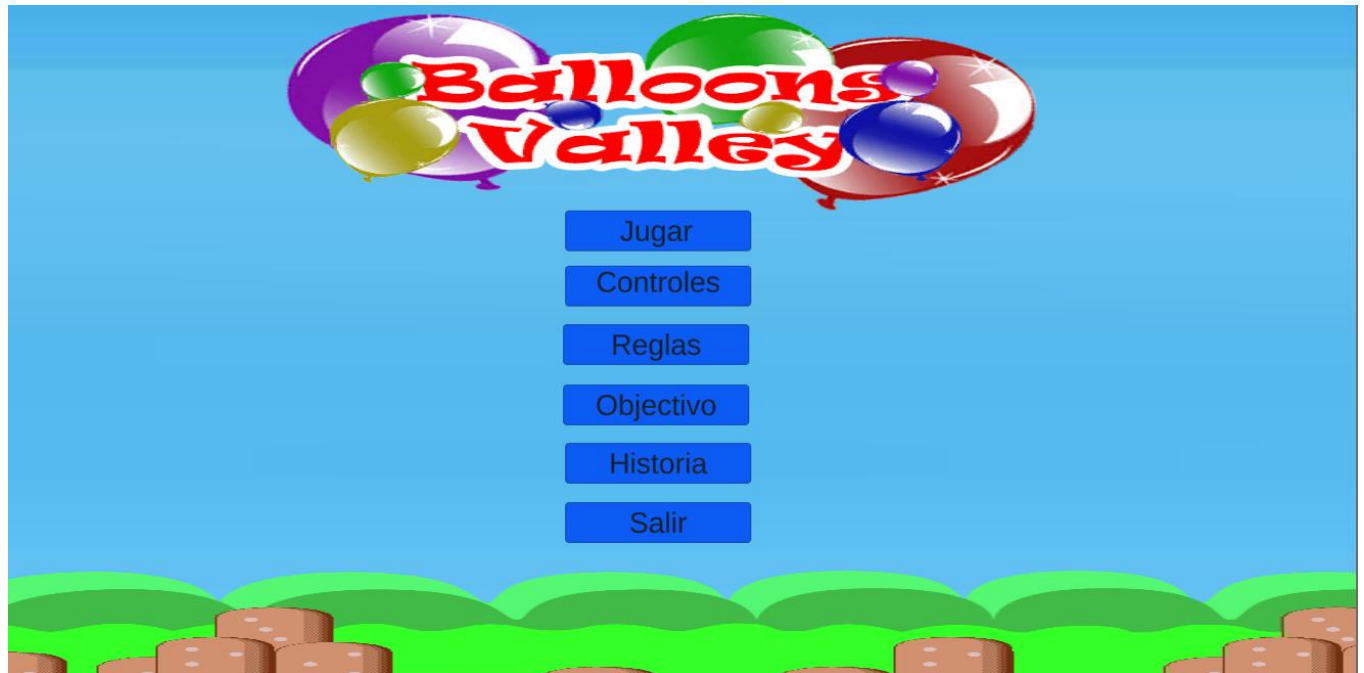 Balloons
Valley
Jugar
Controles
Reglas
Objectivo
Historia
Salir